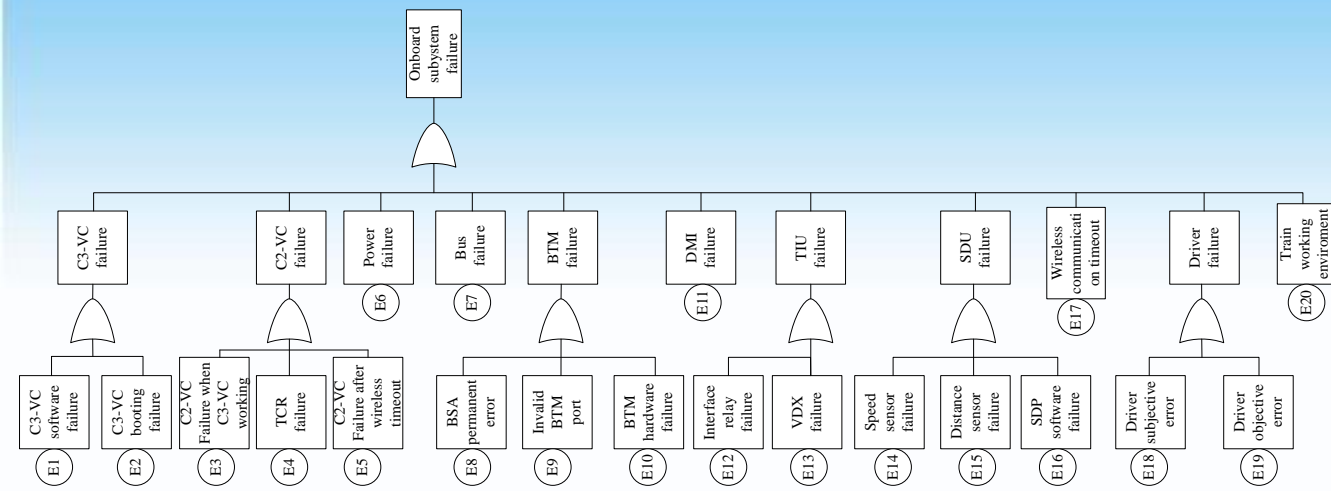 Onboard
subystem
failure
C3-VC
failure
C2-VC
failure
Power
failure
E6
Bus
failure
E7
BTM
failure
DMI
failure
E11
TIU
failure
SDU
failure
Wireless
communicati
on timeout
E17
Driver
failure
Train
working
enviroment
E20
C3-VC
software
failure
E1
C3-VC
booting
failure
E2
C2-VC
Failure when
C3-VC
working
E3
TCR
failure
E4
C2-VC
Failure after
wireless
timeout
E5
BSA
permanent
error
E8
Invalid
BTM
port
E9
BTM
hardware
failure
E10
Interface
relay
failure
E12
VDX
failure
E13
Speed
sensor
failure
E14
Distance
sensor
failure
E15
SDP
software
failure
E16
Driver
subjective
error
E18
Driver
objective
error
E19